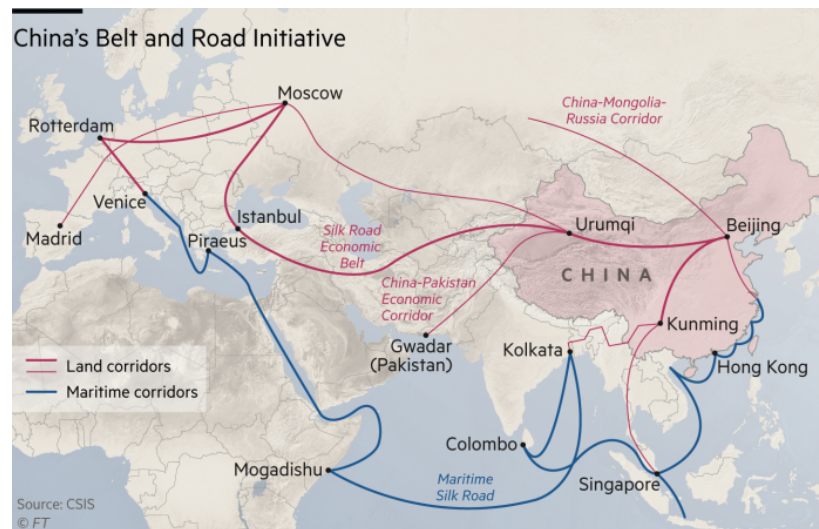 China’s Belt and Road Initiative
Moscow
China-Mongolia-
Russia Corridor
Rotterdam
Venice
Madrid
Istanbul
Piraeus
Silk Road
Economic
Belt
Urumqi
Beijing
CHINA
China-Pakistan
Economic
Corridor
Gwadar
(Pakistan)
Kunming
Kolkata
Hong Kong
Land corridors
Maritime corridors
Colombo
Mogadishu
Maritime
Silk Road
Singapore
Source: CSIS
© FT